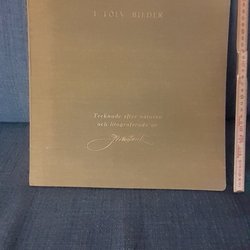 I TOLV BILDER
Tecknade efter naturen
och litograferade av